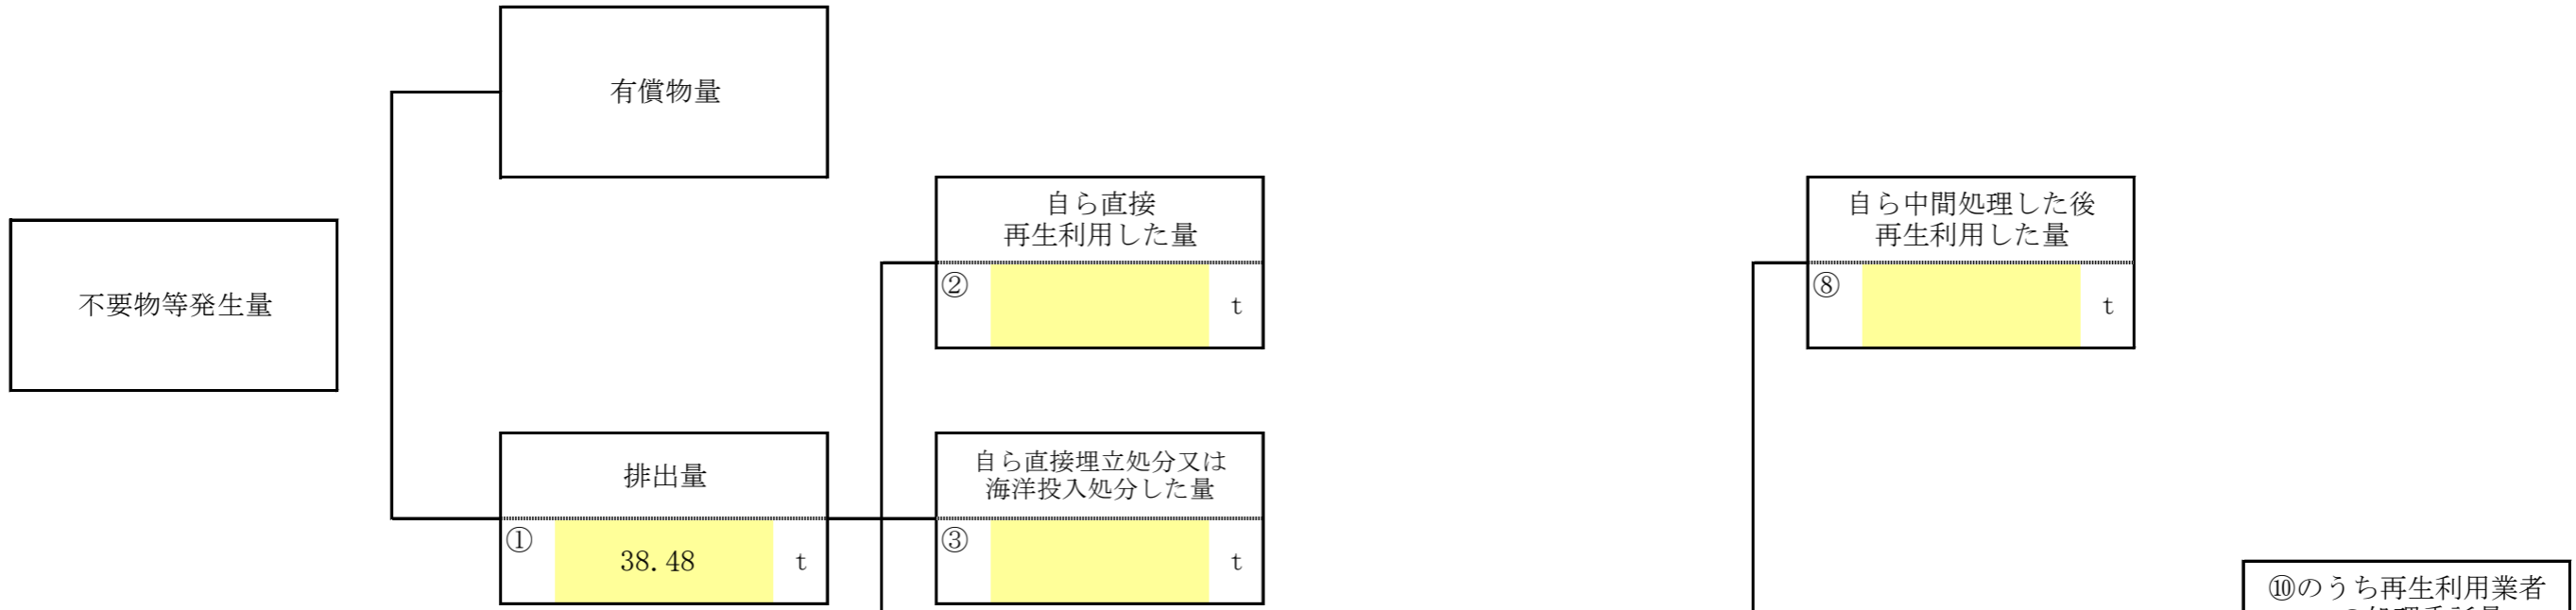 有償物量
不要物等発生量
自ら直接
再生利用した量
②
t
自ら中間処理した後
再生利用した量
⑧
t
排出量
①
38.48
t
自ら直接埋立処分又は
海洋投入処分した量
③
t
⑩のうち再生利用業者